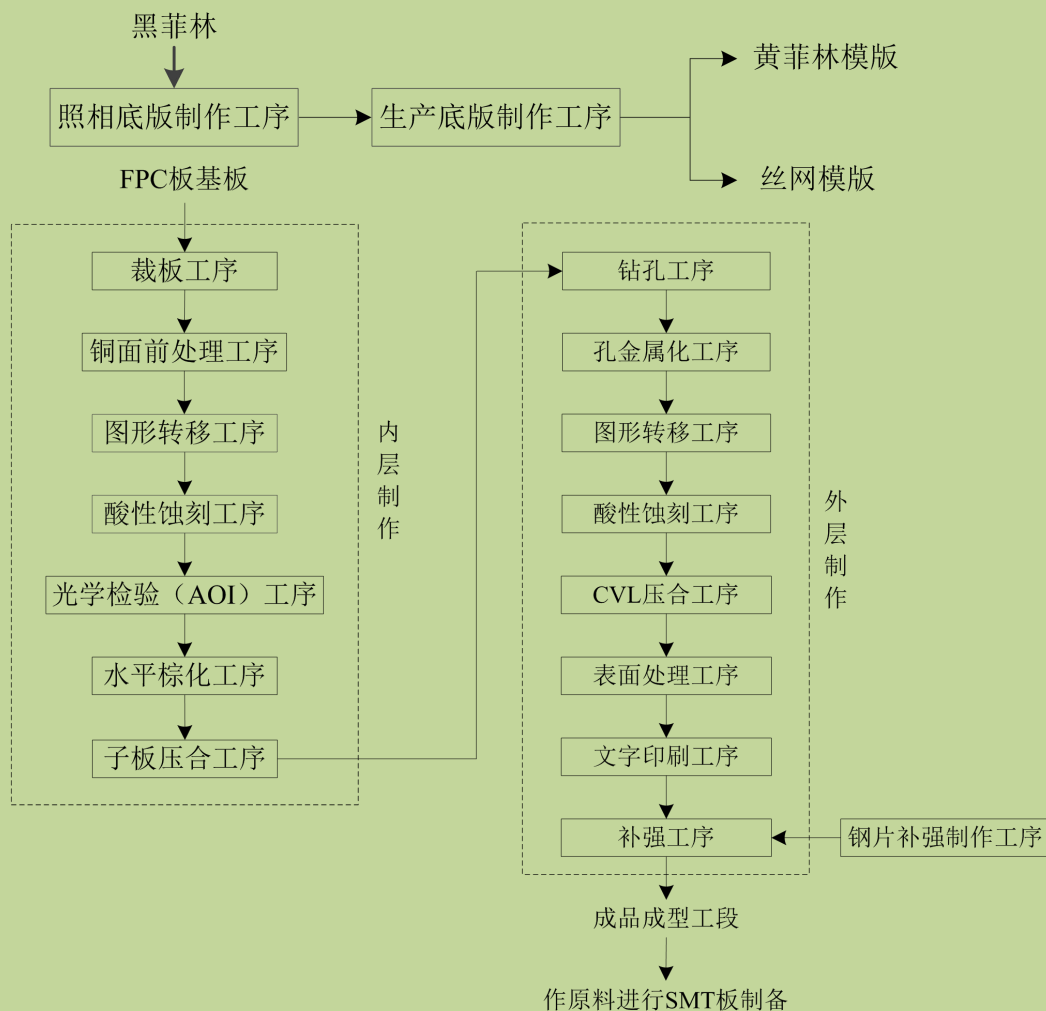 黑菲林
照相底版制作工序
生产底版制作工序
黄菲林模版
丝网模版
FPC板基板
裁板工序
铜面前处理工序
图形转移工序
酸性蚀刻工序
光学检验（AOI）工序
水平棕化工序
子板压合工序
内层制作
钻孔工序
孔金属化工序
图形转移工序
酸性蚀刻工序
CVL压合工序
表面处理工序
文字印刷工序
补强工序
外层制作
钢片补强制作工序
成品成型工段
作原料进行SMT板制备